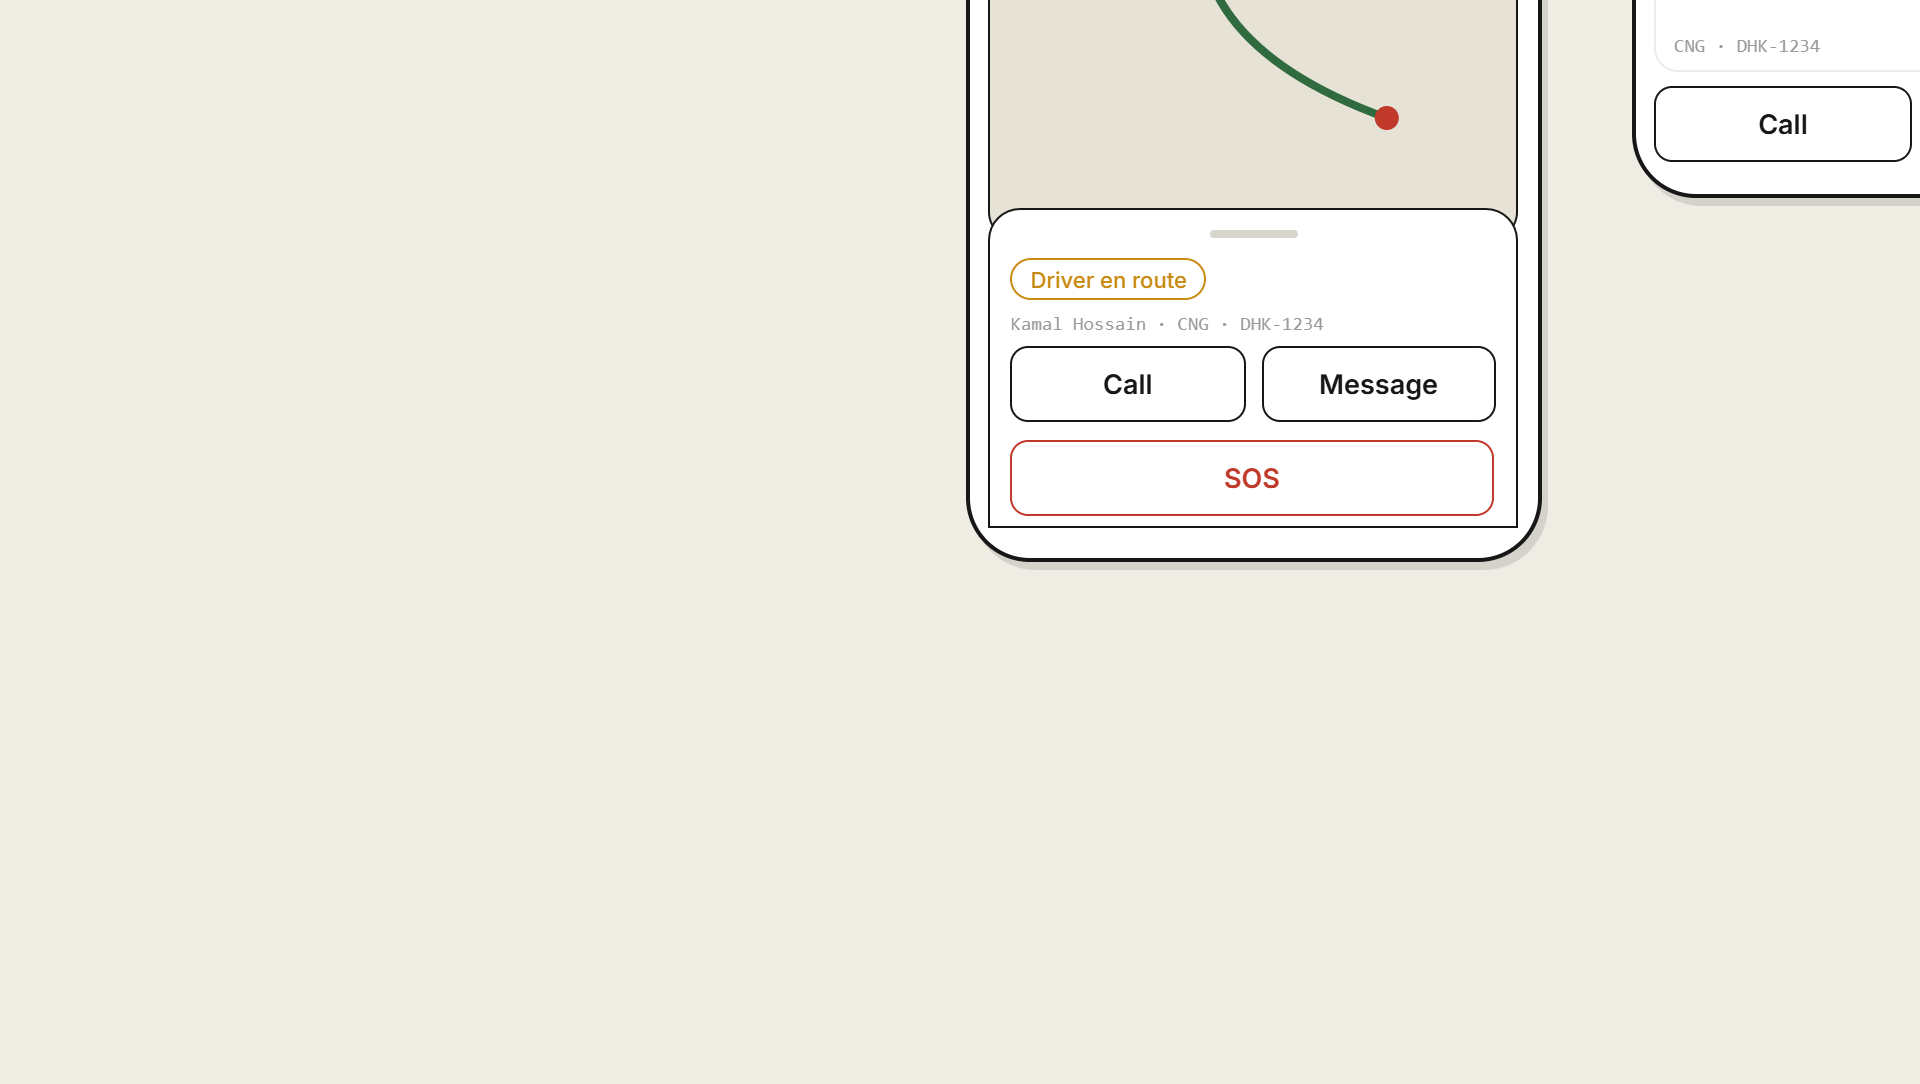 Driver en route
Kamal Hossain · CNG · DHK-1234
Call
Message
SOS
CNG · DHK-1234
Call